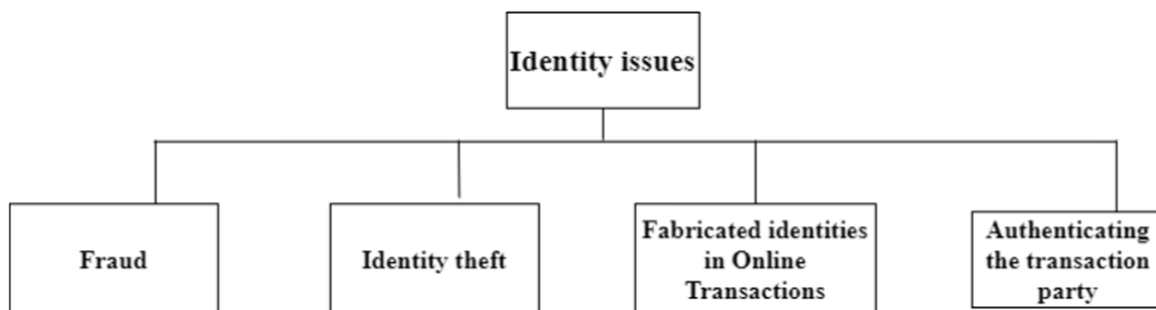 Identity issues
Fraud
Identity theft
Fabricated identities
in Online
Transactions
Authenticating
the transaction
party